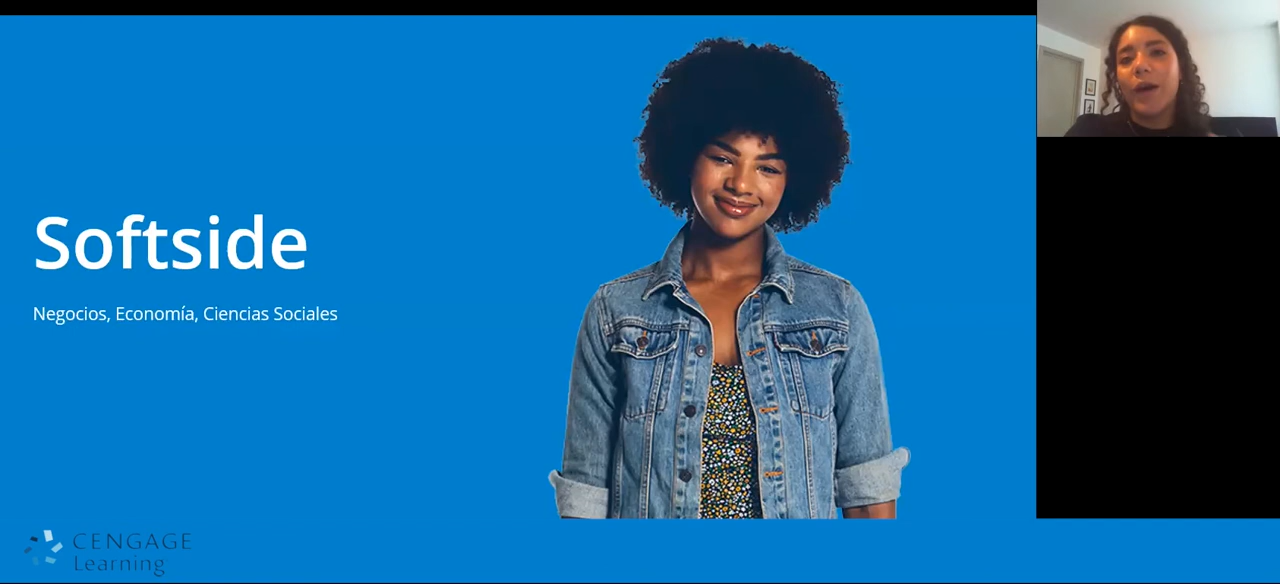 Softside
Negocios, Economía, Ciencias Sociales
CENGAGE
Learning